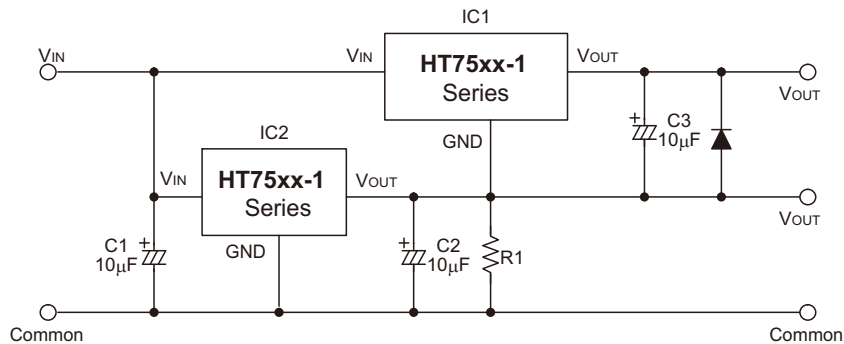 IC1
VIN
VIN
HT75xx-1
Series
VOUT
VOUT
GND
C3
10μF
IC2
VIN
HT75xx-1
Series
VOUT
VOUT
GND
C1
10μF
C2
10μF
R1
Common
Common